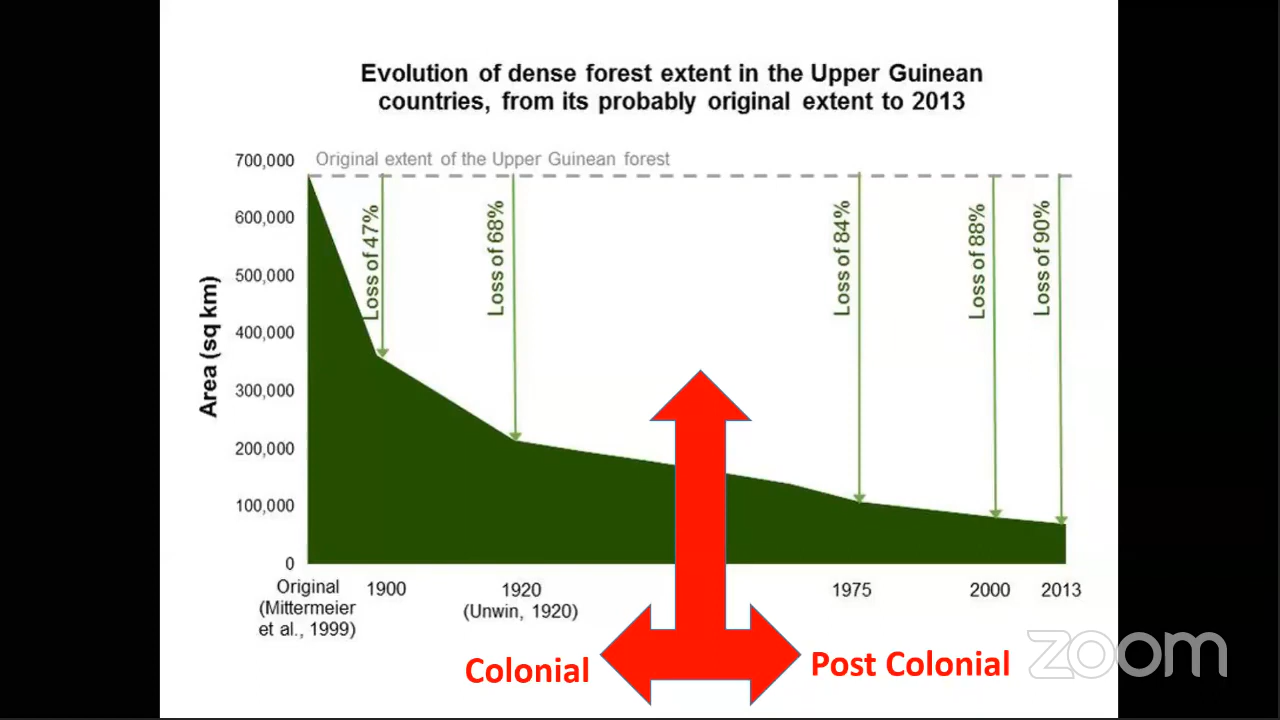 Evolution of dense forest extent in the Upper Guinean
countries, from its probably original extent to 2013
700,000
Original extent of the Upper Guinean forest
600,000
500,000
400,000
300,000
200,000
100,000
0
Area (sq km)
Loss of 47%
Loss of 68%
Loss of 84%
Loss of 88%
Loss of 90%
Original
(Mittermeier
et al., 1999)
1900
1920
(Unwin, 1920)
1975
2000
2013
Colonial
Post Colonial
zoom